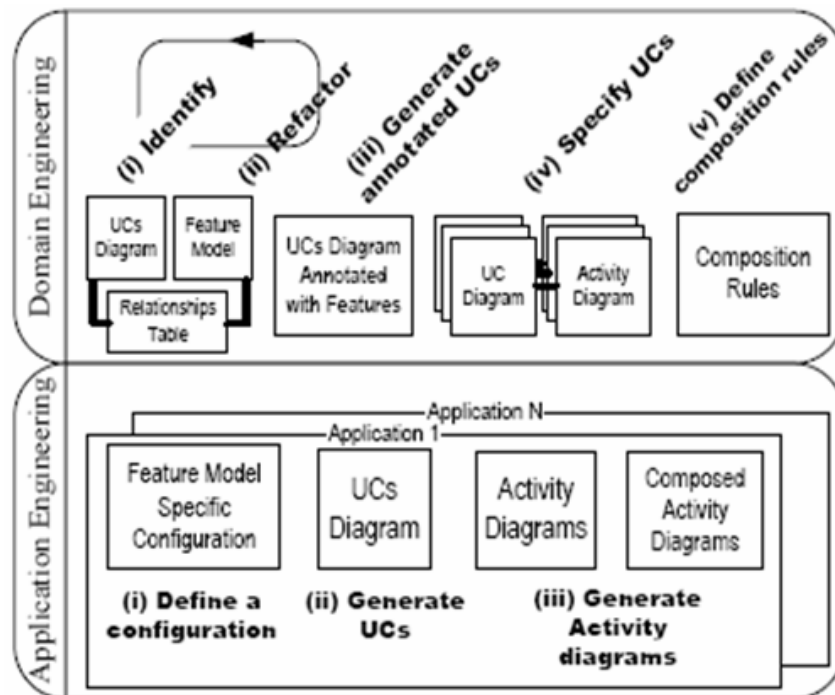 Domain Engineering
(i) Identify
(ii) Refactor
(iii) Generate
annotated UCs
(iv) Specify UCs
(v) Define
composition rules
UCs
Diagram
Feature
Model
Relationships
Table
UCs Diagram
Annotated
with Features
UC
Diagram
Activity
Diagram
Composition
Rules
Application Engineering
Application N
Application 1
Feature Model
Specific
Configuration
UCs
Diagram
Activity
Diagrams
Composed
Activity
Diagrams
(i) Define a
configuration
(ii) Generate
UCs
(iii) Generate
Activity
diagrams